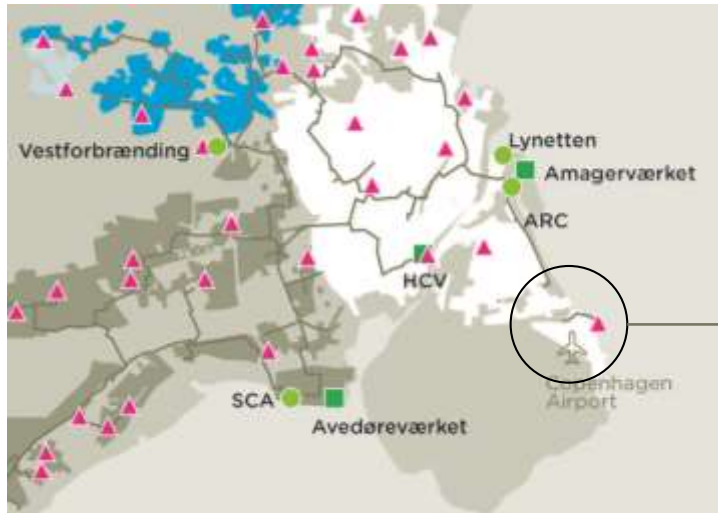 Lynetten
Vestforbrænding
Amagerværket
ARC
HCV
Copenhagen
Airport
SCA
Avedøreværket